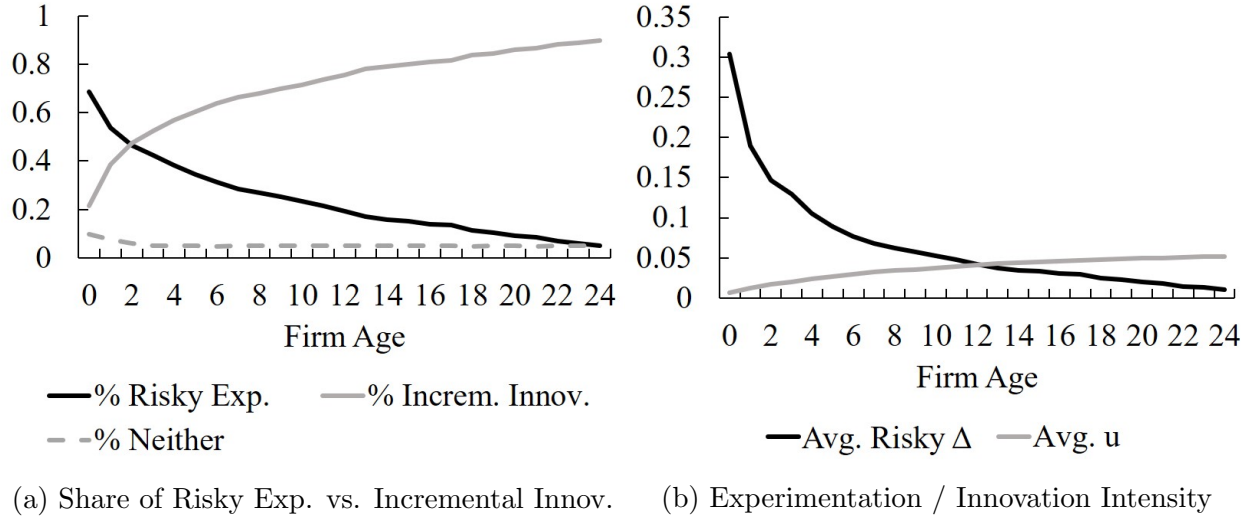 1
0.8
0.6
0.4
0.2
0
0 2 4 6 8 10 12 14 16 18 20 22 24
Firm Age
% Risky Exp. % Increm. Innov.
% Neither
(a) Share of Risky Exp. vs. Incremental Innov.
0.35
0.3
0.25
0.2
0.15
0.1
0.05
0
0 2 4 6 8 10 12 14 16 18 20 22 24
Firm Age
Avg. Risky Δ Avg. u
(b) Experimentation / Innovation Intensity